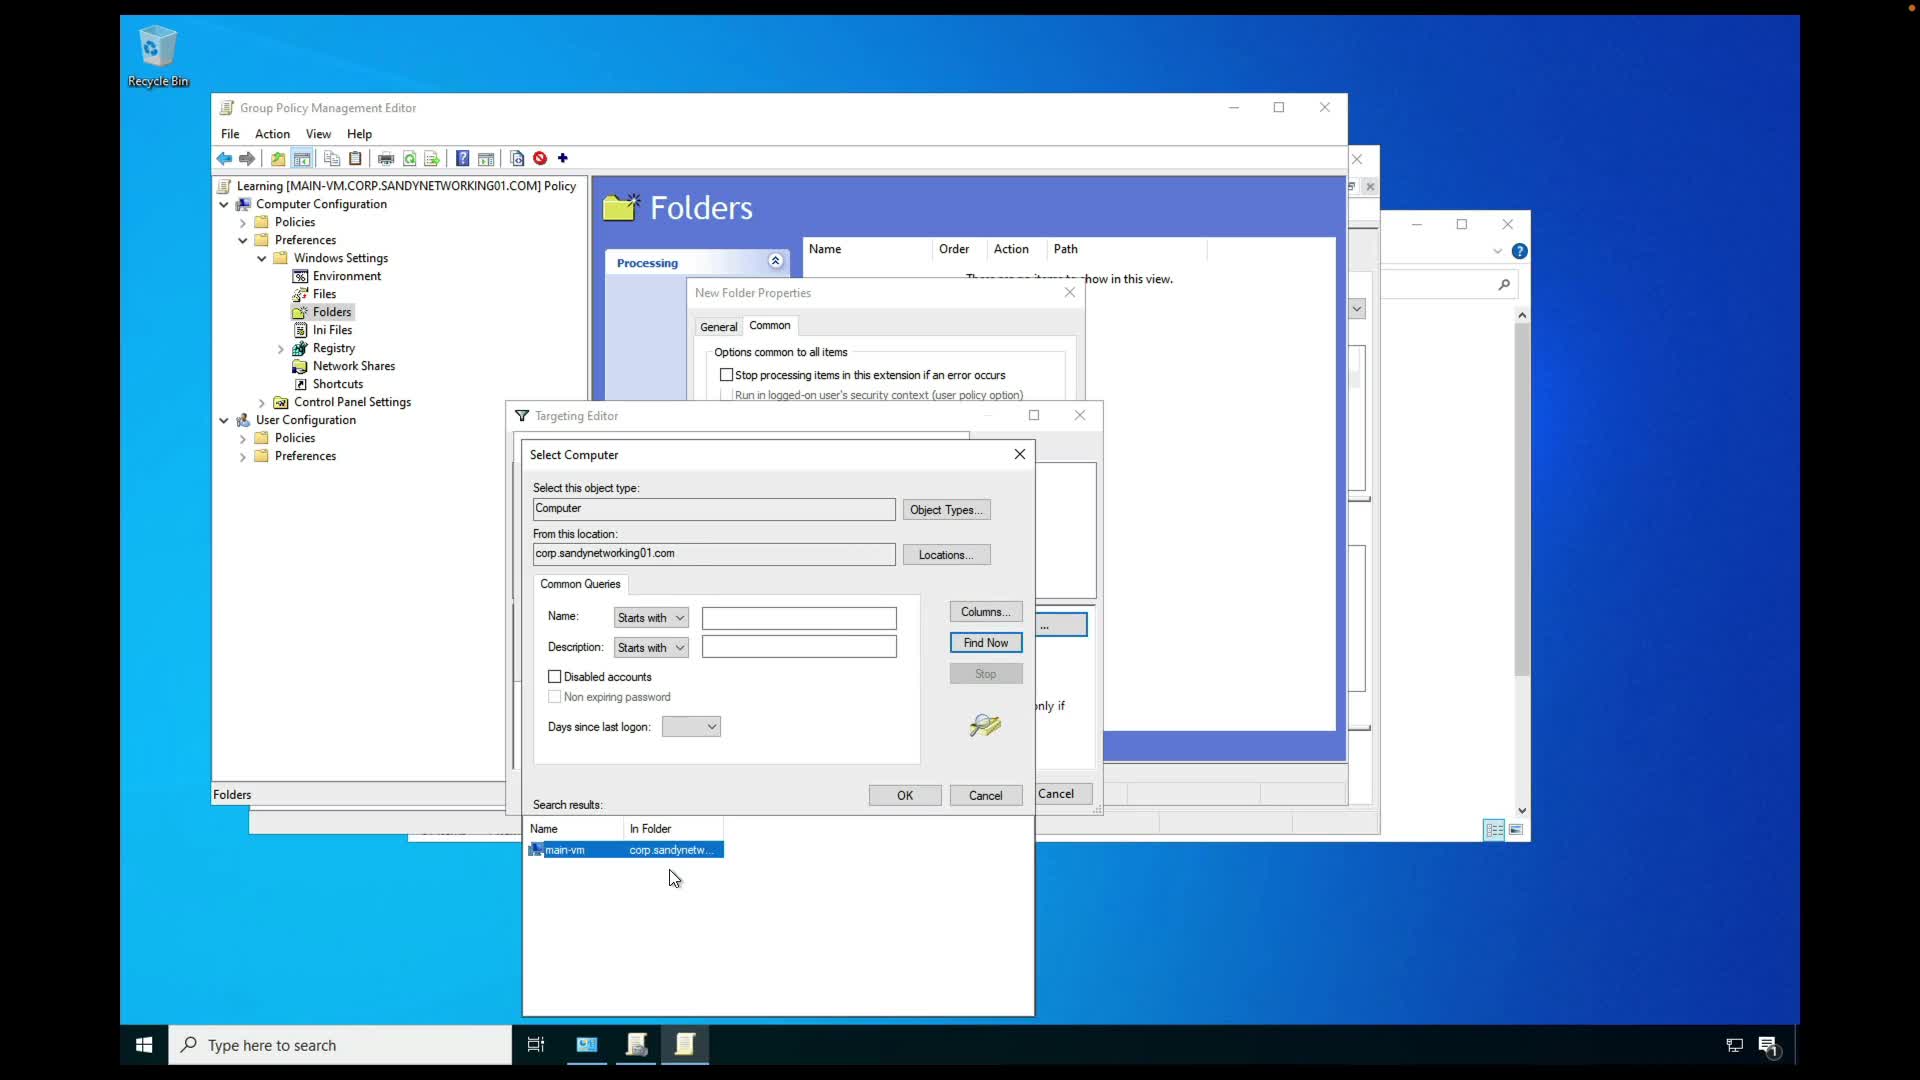 Recycle Bin
Group Policy Management Editor
File Action View Help
Learning [MAIN-VM.CORP.SANDYNETWORKING01.COM] Policy
Computer Configuration
Policies
Preferences
Windows Settings
Environment
Files
Folders
Ini Files
Registry
Network Shares
Shortcuts
Control Panel Settings
User Configuration
Policies
Preferences
Folders
Folders
Processing
Name Order Action Path
how in this view.
New Folder Properties
General Common
Options common to all items
Stop processing items in this extension if an error occurs
Run in logged-on user's security context (user policy option)
Targeting Editor
Select Computer
Select this object type:
Computer
Object Types...
From this location:
corp.sandynetworking01.com
Locations...
Common Queries
Name: Starts with
Description: Starts with
Disabled accounts
Non expiring password
Days since last logon:
Columns...
Find Now
Stop
...
only if
OK Cancel
Cancel
Search results:
Name In Folder
main-vm corp.sandynetw...
Type here to search
1